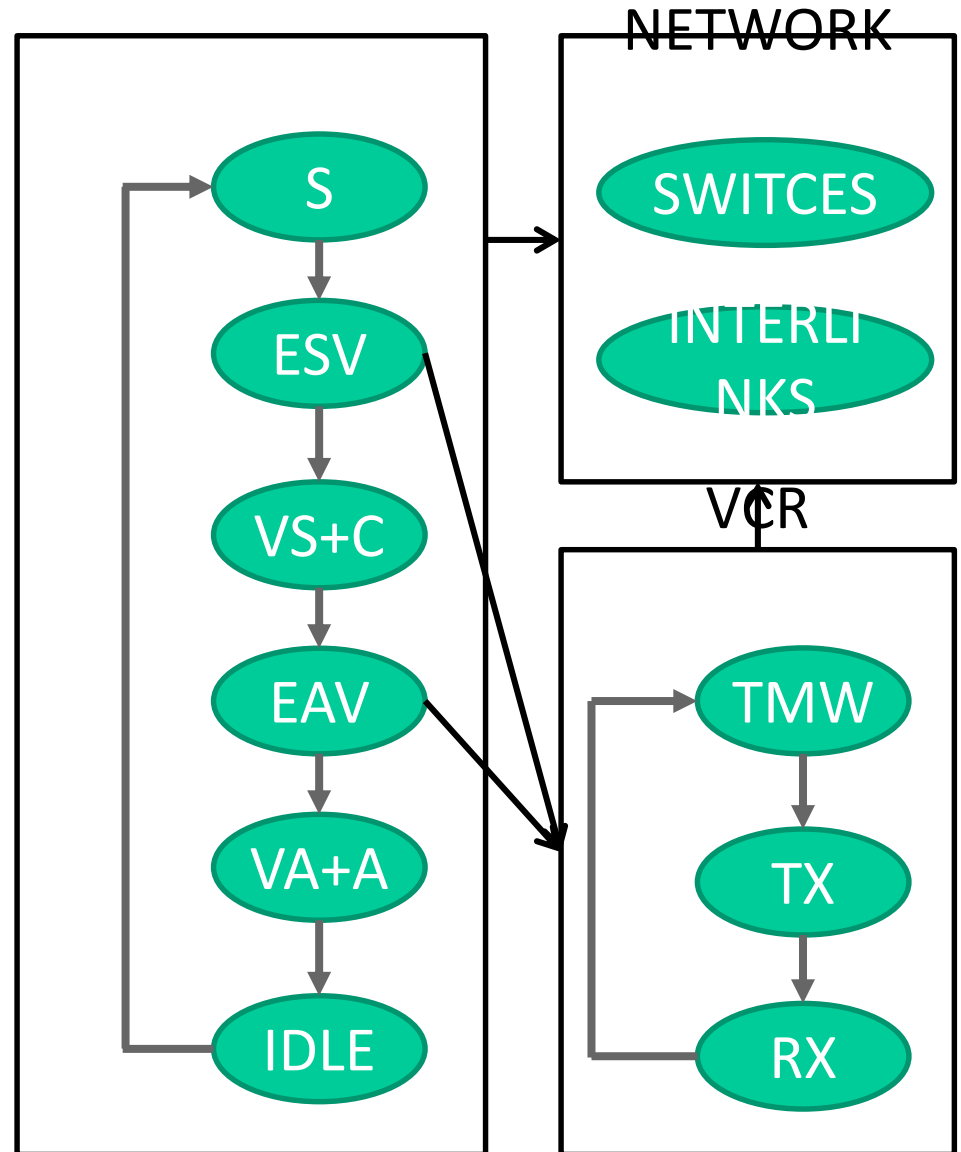 S
ESV
VS+C
EAV
VA+A
IDLE
NETWORK
SWITCES
INTERLI
NKS
VCR
TMW
TX
RX